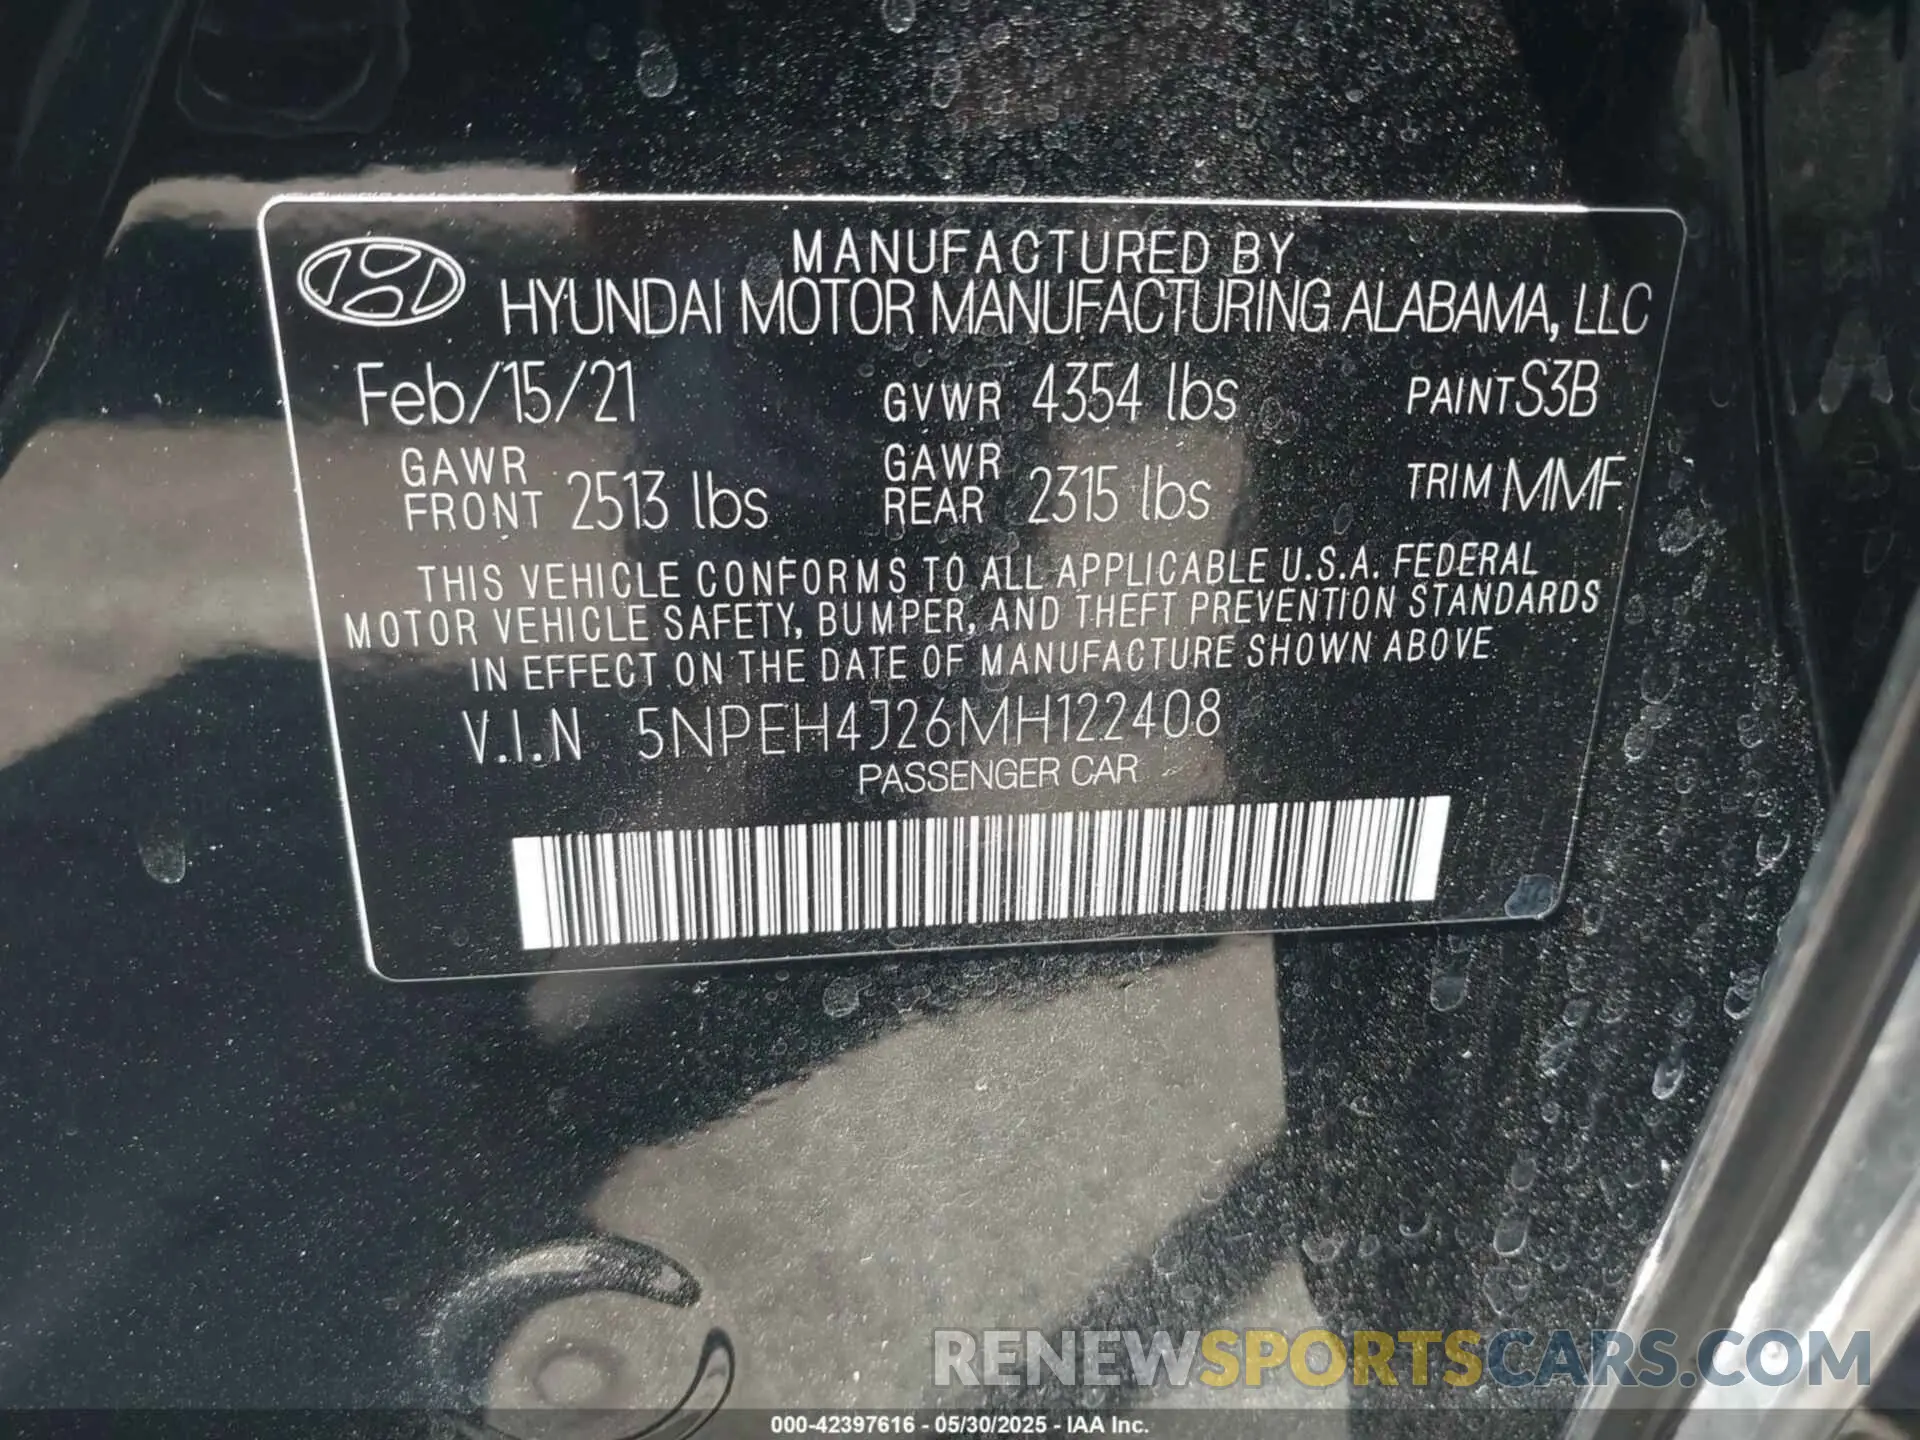 MANUFACTURED BY
HYUNDAI MOTOR MANUFACTURING ALABAMA, LLC
Feb/15/21 GVWR 4354 lbs PAINT S3B
GAWR FRONT 2513 lbs GAWR REAR 2315 lbs TRIM MMF
THIS VEHICLE CONFORMS TO ALL APPLICABLE U.S.A. FEDERAL
MOTOR VEHICLE SAFETY, BUMPER, AND THEFT PREVENTION STANDARDS
IN EFFECT ON THE DATE OF MANUFACTURE SHOWN ABOVE
V.I.N 5NPEH4J26MH122408
PASSENGER CAR
RENEWSPORTSCARS.COM
000-42397616 - 05/30/2025 - IAA Inc.